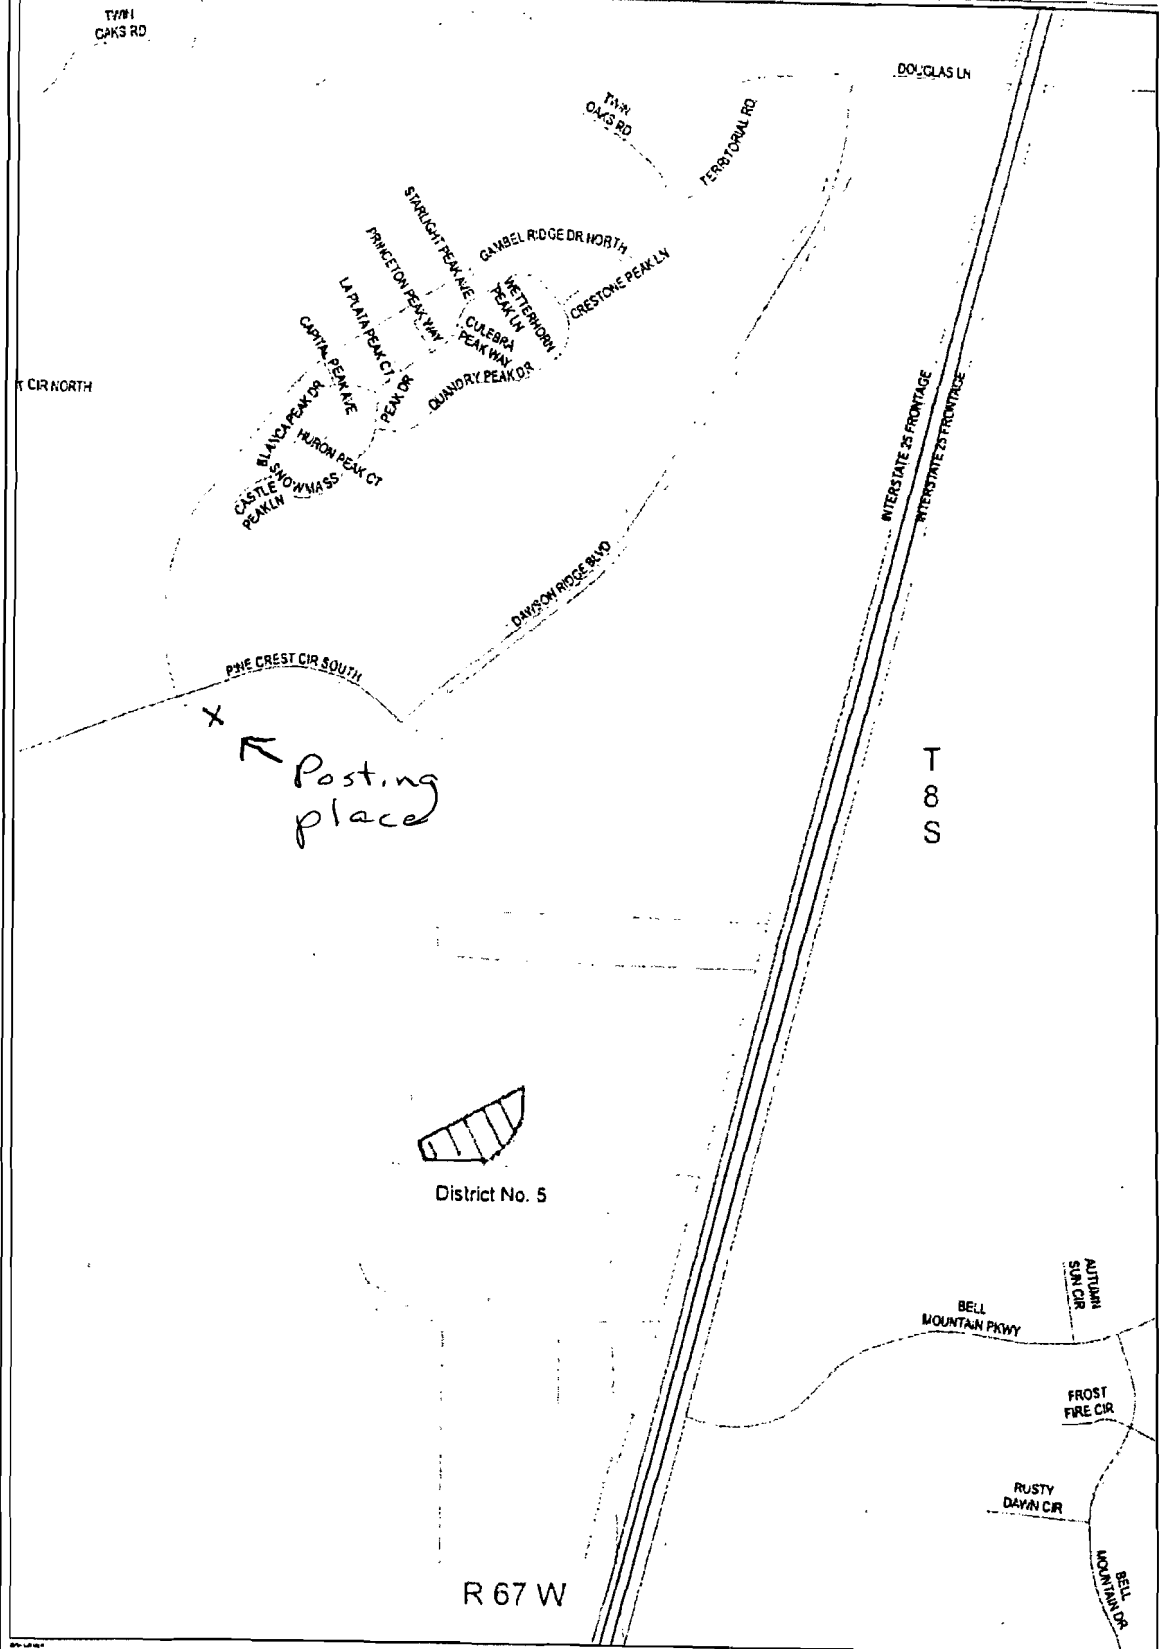 TWIN
OAKS RD
DOUGLAS LN
TWIN
OAKS RD
TERRITORIAL RD
STARLIGHT PEAK AVE
GAMBEL RIDGE DR NORTH
PRINCETON PEAK WAY
WETTERHORN
PEAK LN
CRESTONE PEAK LN
LA PLATA PEAK CT
CULEBRA
PEAK WAY
CAPITAL PEAK AVE
QUANDRY PEAK DR
PEAK DR
CIR NORTH
BLANCA PEAK DR
HURON PEAK CT
SNOWMASS
CASTLE
PEAK LN
INTERSTATE 25 FRONTAGE
INTERSTATE 25 FRONTAGE
DAWSON RIDGE BLVD
PINE CREST CIR SOUTH
X
Posting
place
T
8
S
District No. 5
AUTUMN
SUN CIR
BELL
MOUNTAIN PKWY
FROST
FIRE CIR
RUSTY
DAWN CIR
BELL
MOUNTAIN DR
R 67 W